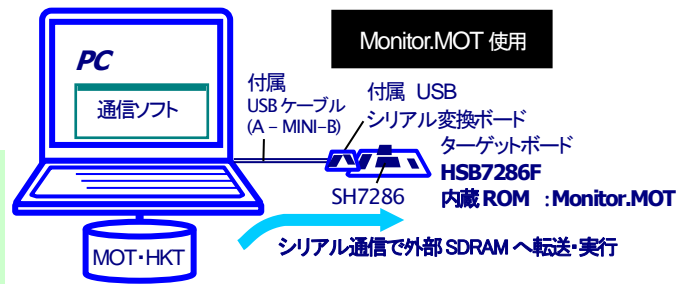 Monitor.MOT 使用
PC
通信ソフト
付属
USB ケーブル
(A – MINI–B)
付属 USB
シリアル変換ボード
ターゲットボード
HSB7286F
SH7286
内蔵 ROM ：Monitor.MOT
MOT・HKT
シリアル通信で外部 SDRAM へ転送・実行